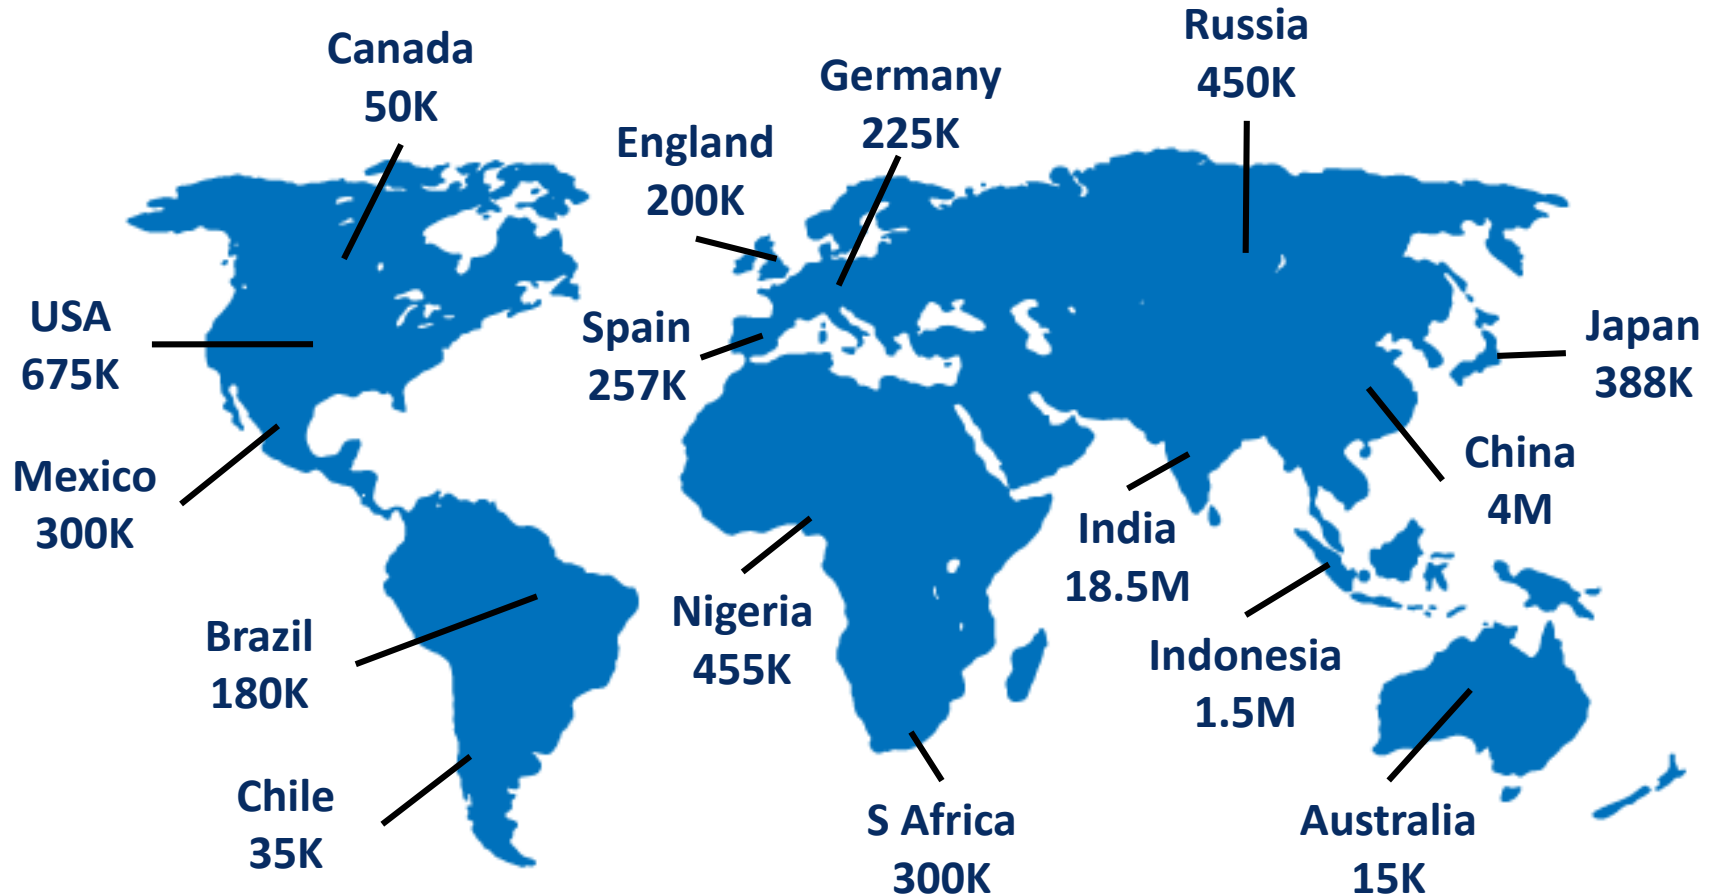 Canada
50K
Russia
450K
Germany
225K
England
200K
USA
675K
Spain
257K
Japan
388K
Mexico
300K
China
4M
India
18.5M
Brazil
180K
Nigeria
455K
Indonesia
1.5M
Chile
35K
S Africa
300K
Australia
15K